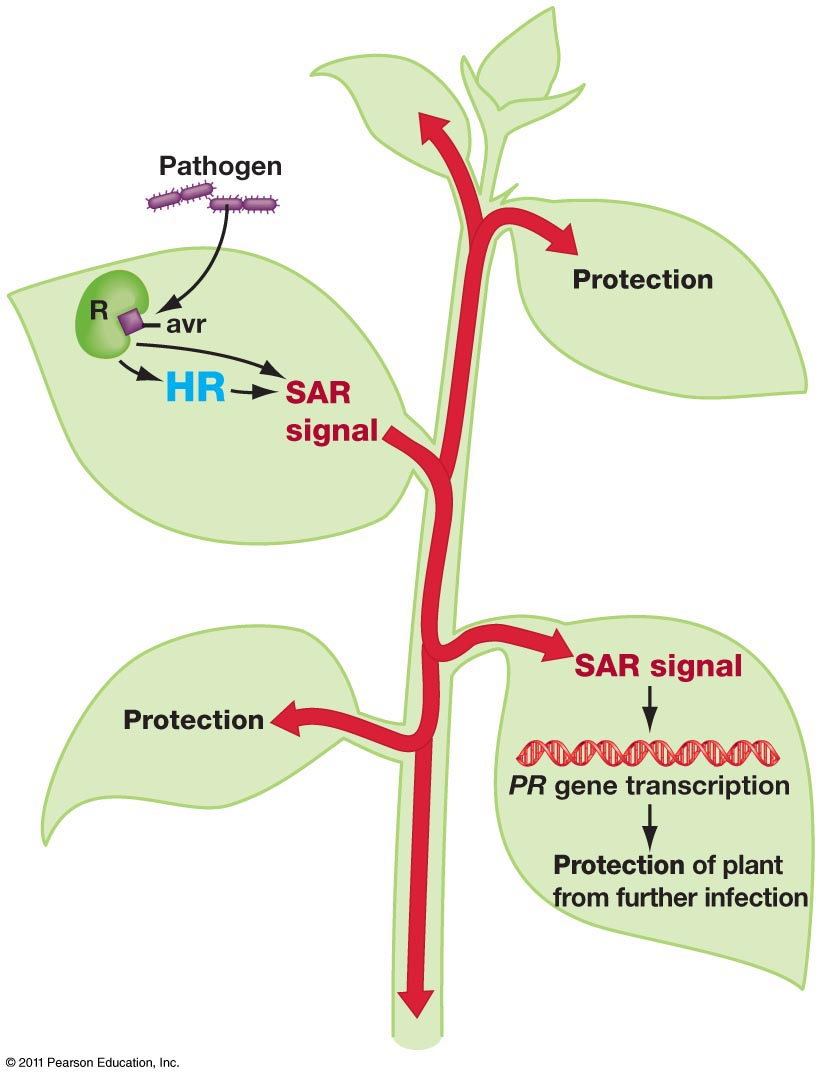 Pathogen
R
avr
HR
SAR
signal
Protection
Protection
SAR signal
PR gene transcription
Protection of plant
from further infection
© 2011 Pearson Education, Inc.